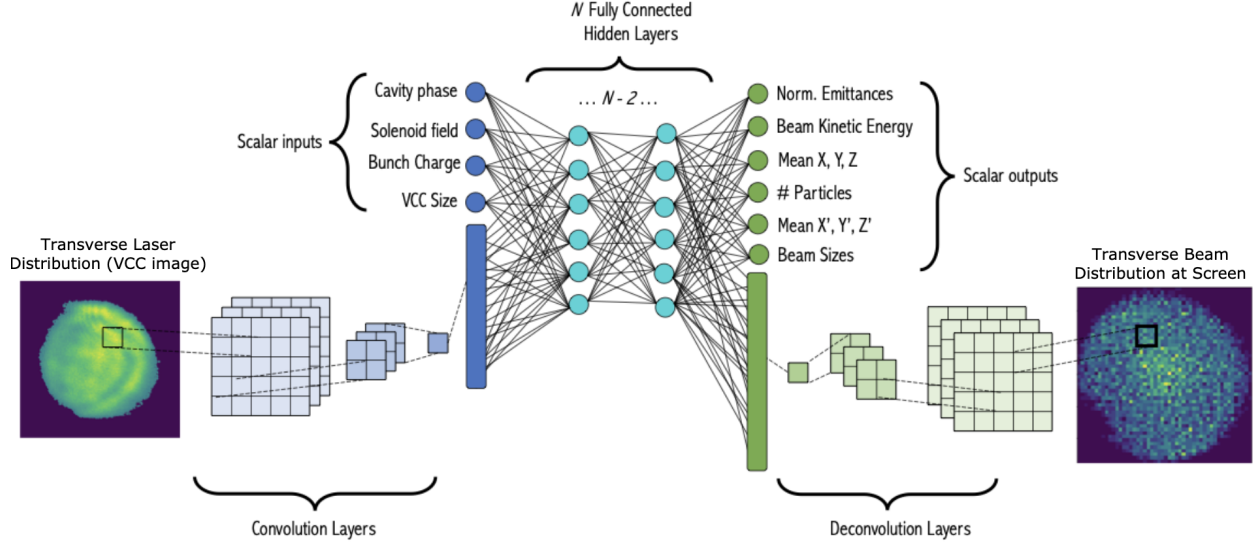 N Fully Connected
Hidden Layers
... N - 2 ...
Scalar inputs
Cavity phase
Solenoid field
Bunch Charge
VCC Size
Norm. Emittances
Beam Kinetic Energy
Mean X, Y, Z
# Particles
Mean X’, Y’, Z’
Beam Sizes
Scalar outputs
Transverse Laser
Distribution (VCC image)
Transverse Beam
Distribution at Screen
Convolution Layers
Deconvolution Layers